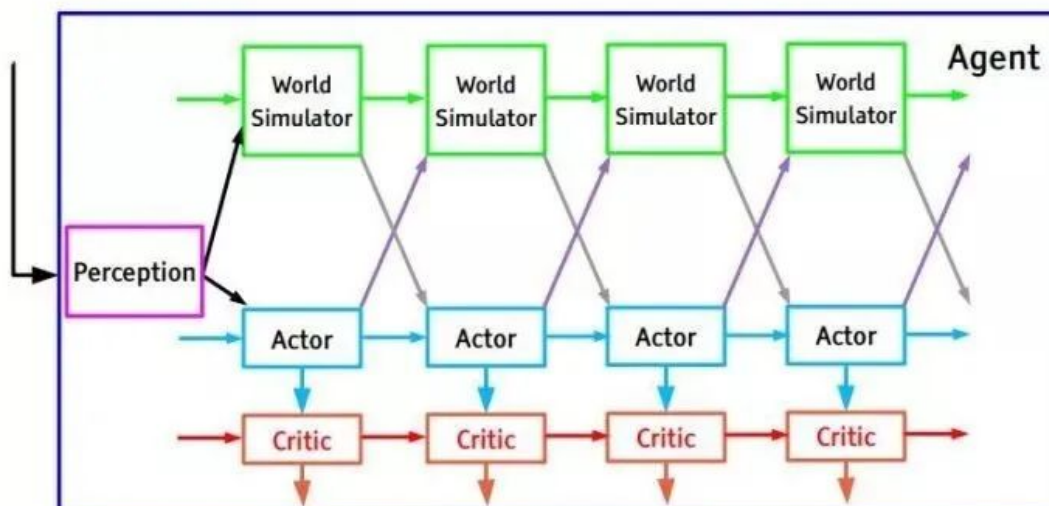 Agent
World
Simulator
World
Simulator
World
Simulator
World
Simulator
Perception
Actor
Actor
Actor
Actor
Critic
Critic
Critic
Critic